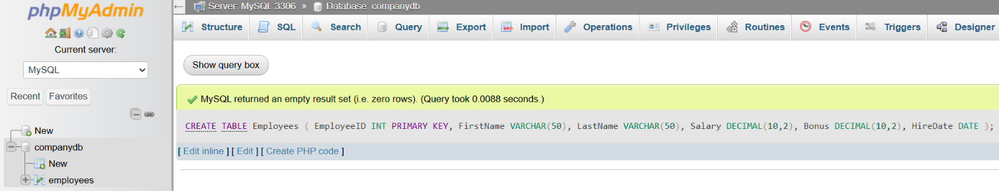 phpMyAdmin
Current server:
MySQL
Recent Favorites
New
companydb
New
employees
Server: MySQL:3306 » Database: companydb
Structure SQL Search Query Export Import Operations Privileges Routines Events Triggers Designer
Show query box
MySQL returned an empty result set (i.e. zero rows). (Query took 0.0088 seconds.)
CREATE TABLE Employees ( EmployeeID INT PRIMARY KEY, FirstName VARCHAR(50), LastName VARCHAR(50), Salary DECIMAL(10,2), Bonus DECIMAL(10,2), HireDate DATE );
[ Edit inline ] [ Edit ] [ Create PHP code ]